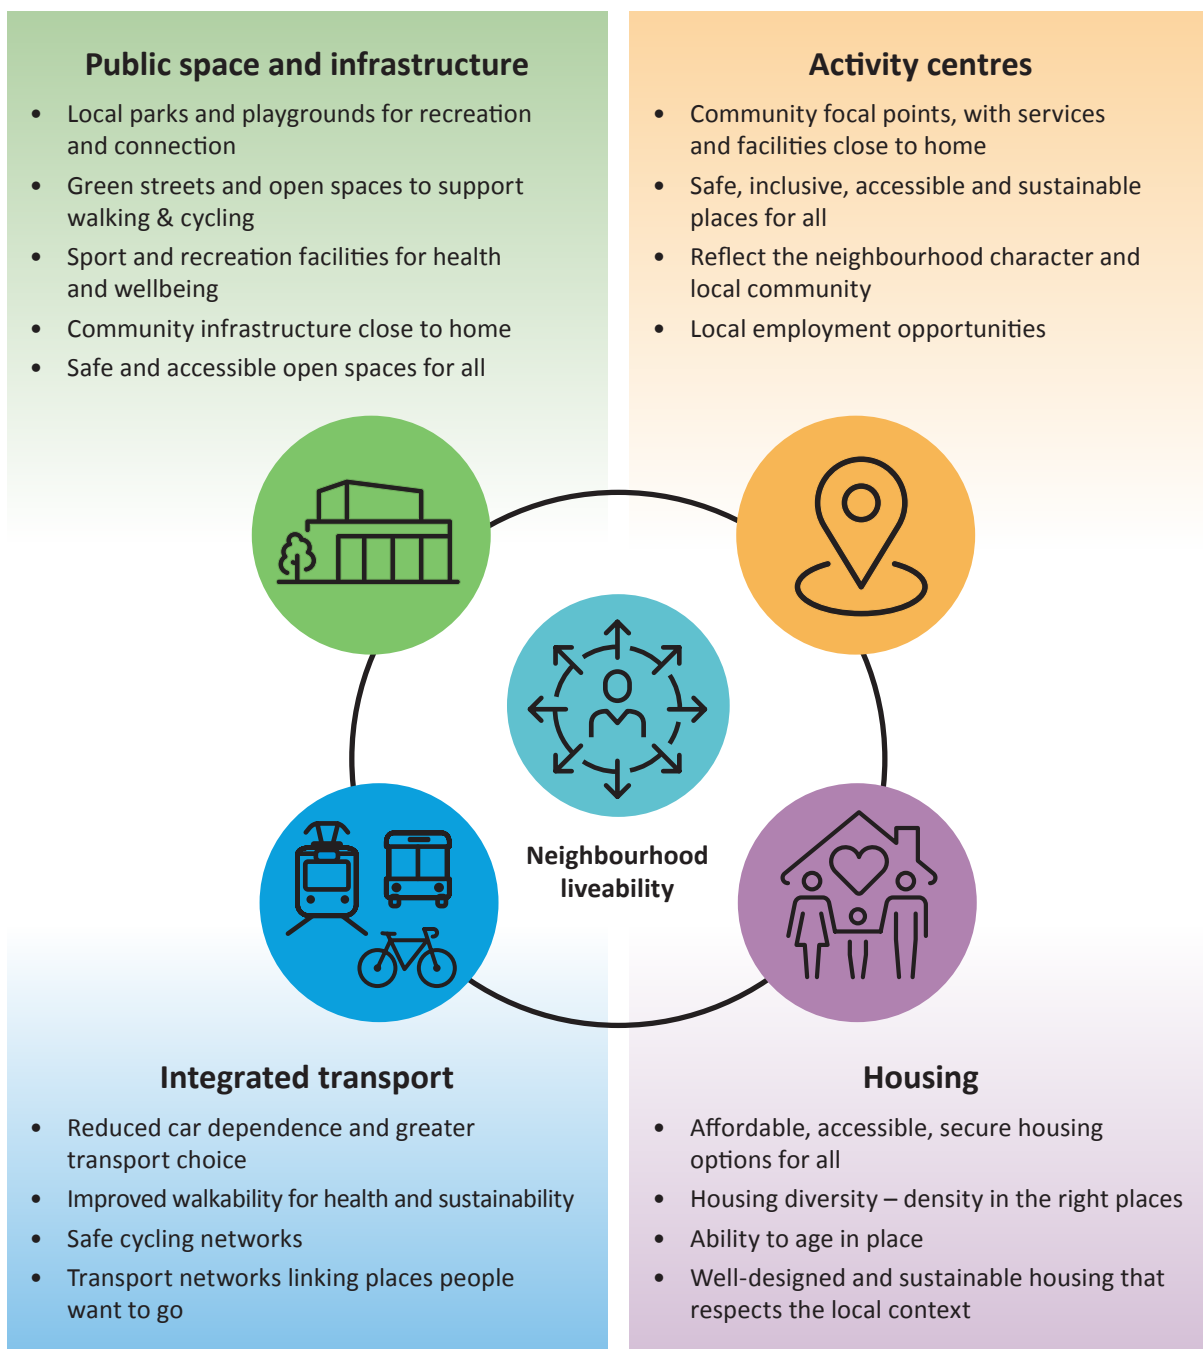 Public space and infrastructure
• Local parks and playgrounds for recreation
and connection
• Green streets and open spaces to support
walking & cycling
• Sport and recreation facilities for health
and wellbeing
• Community infrastructure close to home
• Safe and accessible open spaces for all
Activity centres
• Community focal points, with services
and facilities close to home
• Safe, inclusive, accessible and sustainable
places for all
• Reflect the neighbourhood character and
local community
• Local employment opportunities
Neighbourhood
liveability
Integrated transport
• Reduced car dependence and greater
transport choice
• Improved walkability for health and sustainability
• Safe cycling networks
• Transport networks linking places people
want to go
Housing
• Affordable, accessible, secure housing
options for all
• Housing diversity – density in the right places
• Ability to age in place
• Well-designed and sustainable housing that
respects the local context